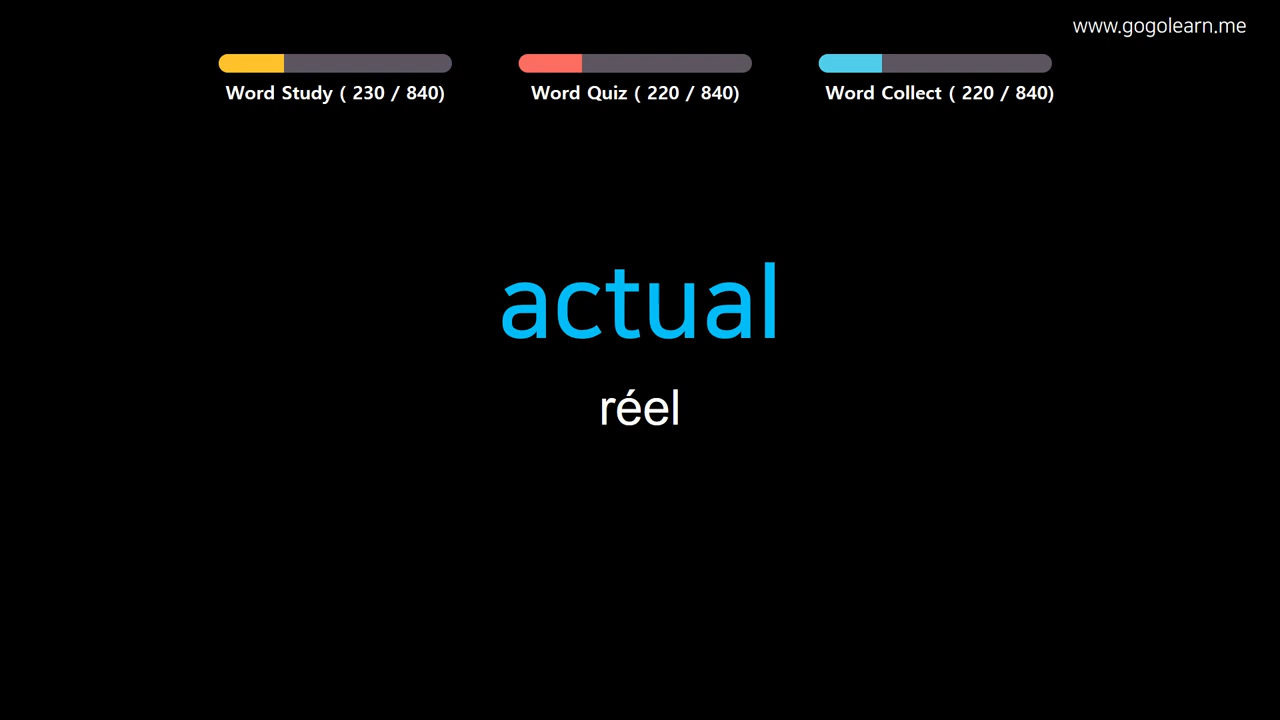 www.gogolearn.me
Word Study ( 230 / 840)
Word Quiz ( 220 / 840)
Word Collect ( 220 / 840)
actual
réel